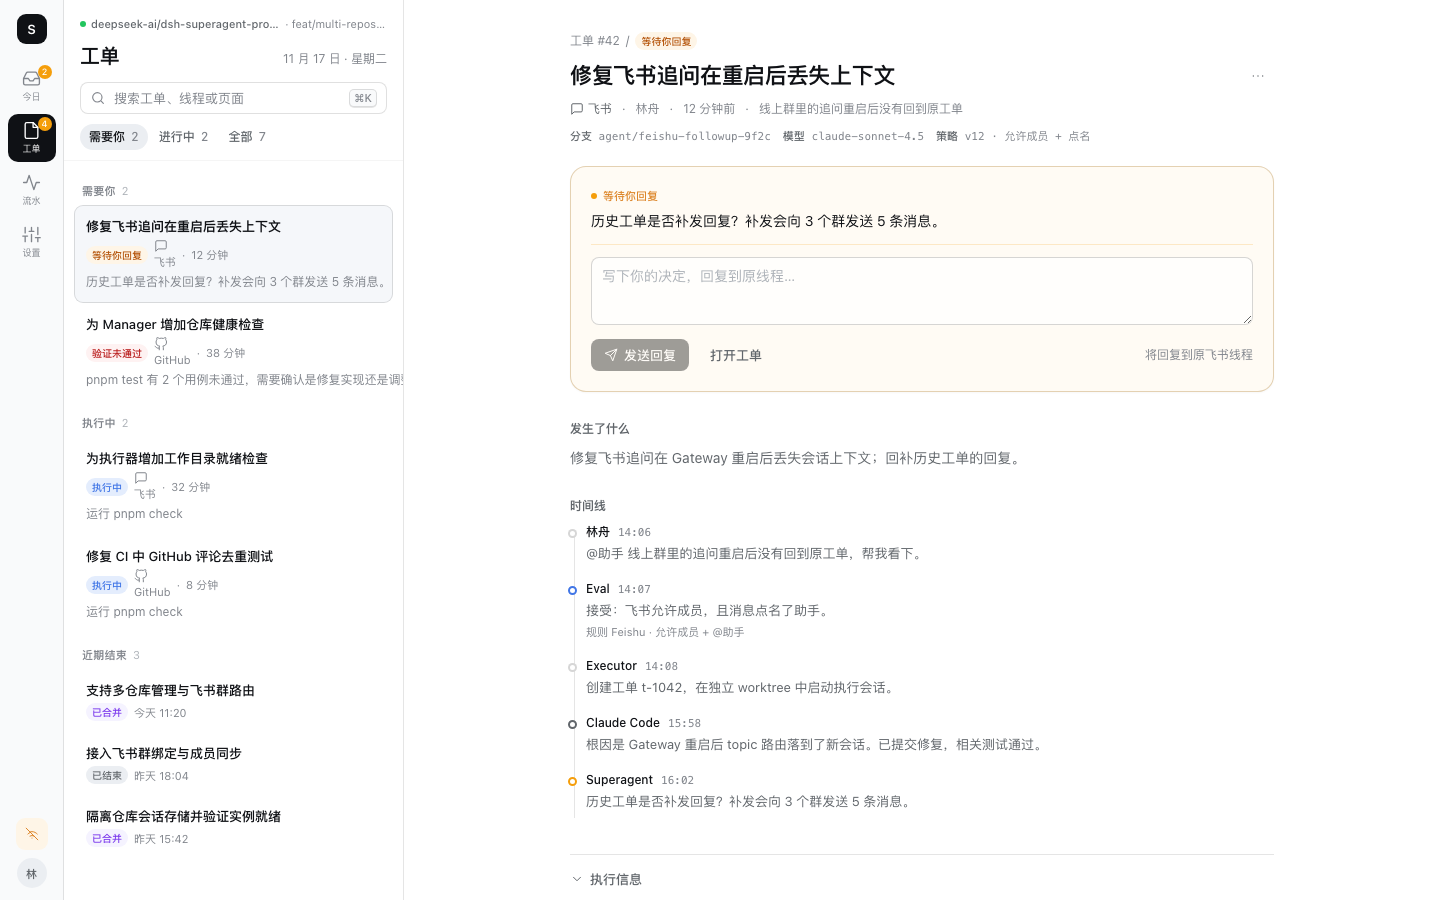 S
2
今日
4
工单
流水
设置
林
deepseek-ai/dsh-superagent-pro... · feat/multi-repos...
工单 11 月 17 日 · 星期二
搜索工单、线程或页面 ⌘K
需要你 2 进行中 2 全部 7
需要你 2
修复飞书追问在重启后丢失上下文
等待你回复 飞书 · 12 分钟
历史工单是否补发回复？补发会向 3 个群发送 5 条消息。
为 Manager 增加仓库健康检查
验证未通过 GitHub · 38 分钟
pnpm test 有 2 个用例未通过，需要确认是修复实现还是调
执行中 2
为执行器增加工作目录就绪检查
执行中 飞书 · 32 分钟
运行 pnpm check
修复 CI 中 GitHub 评论去重测试
执行中 GitHub · 8 分钟
运行 pnpm check
近期结束 3
支持多仓库管理与飞书群路由
已合并 今天 11:20
接入飞书群绑定与成员同步
已结束 昨天 18:04
隔离仓库会话存储并验证实例就绪
已合并 昨天 15:42
工单 #42 / 等待你回复
修复飞书追问在重启后丢失上下文 ...
飞书 · 林舟 · 12 分钟前 · 线上群里的追问重启后没有回到原工单
分支 agent/feishu-followup-9f2c 模型 claude-sonnet-4.5 策略 v12 · 允许成员 + 点名
等待你回复
历史工单是否补发回复？补发会向 3 个群发送 5 条消息。
写下你的决定，回复到原线程...
发送回复 打开工单 将回复到原飞书线程
发生了什么
修复飞书追问在 Gateway 重启后丢失会话上下文；回补历史工单的回复。
时间线
林舟 14:06
@助手 线上群里的追问重启后没有回到原工单，帮我看下。
Eval 14:07
接受：飞书允许成员，且消息点名了助手。
规则 Feishu · 允许成员 + @助手
Executor 14:08
创建工单 t-1042，在独立 worktree 中启动执行会话。
Claude Code 15:58
根因是 Gateway 重启后 topic 路由落到了新会话。已提交修复，相关测试通过。
Superagent 16:02
历史工单是否补发回复？补发会向 3 个群发送 5 条消息。
执行信息